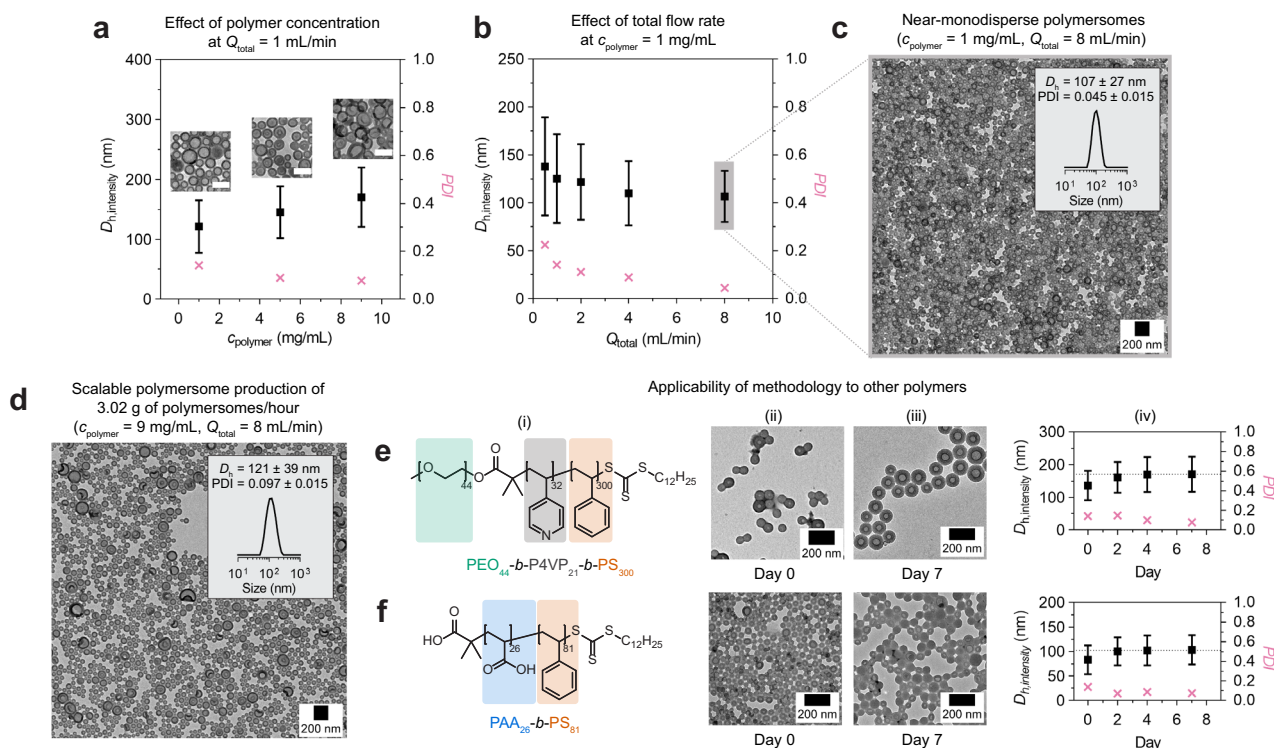 a
Effect of polymer concentration
at Q_total = 1 mL/min
400
300
200
100
0
D_h,intensity (nm)
1.0
0.8
0.6
0.4
0.2
0.0
PDI
0 2 4 6 8 10
c_polymer (mg/mL)
b
Effect of total flow rate
at c_polymer = 1 mg/mL
250
200
150
100
50
0
D_h,intensity (nm)
1.0
0.8
0.6
0.4
0.2
0.0
PDI
0 2 4 6 8 10
Q_total (mL/min)
c
Near-monodisperse polymersomes
(c_polymer = 1 mg/mL, Q_total = 8 mL/min)
D_h = 107 ± 27 nm
PDI = 0.045 ± 0.015
10^1 10^2 10^3
Size (nm)
200 nm
d
Scalable polymersome production of
3.02 g of polymersomes/hour
(c_polymer = 9 mg/mL, Q_total = 8 mL/min)
D_h = 121 ± 39 nm
PDI = 0.097 ± 0.015
10^1 10^2 10^3
Size (nm)
200 nm
Applicability of methodology to other polymers
(i) (ii) (iii) (iv)
e
O 44 O O 32 300 S S C12H25
S
N
PEO44-b-P4VP21-b-PS300
200 nm
Day 0
200 nm
Day 7
300
200
150
100
0
D_h,intensity (nm)
1.0
0.8
0.6
0.4
0.2
0.0
PDI
0 2 4 6 8
Day
f
O HO 26 81 S S C12H25
S
O OH
PAA26-b-PS81
200 nm
Day 0
200 nm
Day 7
200
150
100
50
0
D_h,intensity (nm)
1.0
0.8
0.6
0.4
0.2
0.0
PDI
0 2 4 6 8
Day